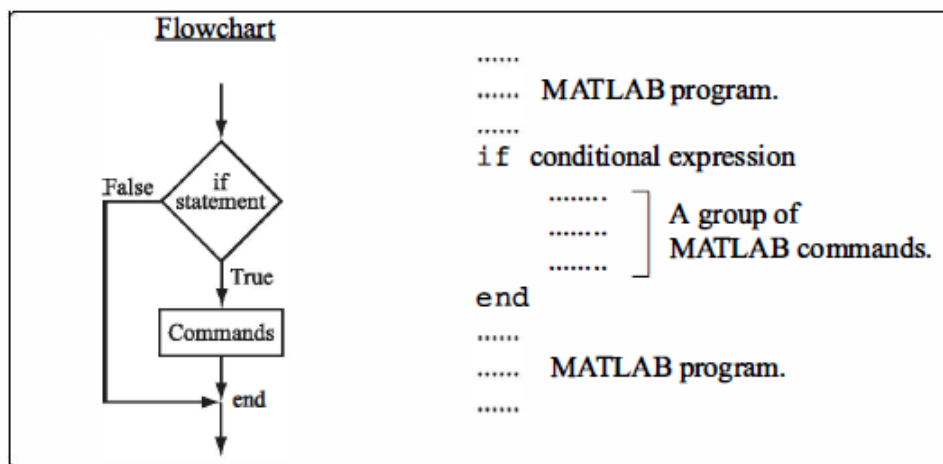 Flowchart
if
statement
False
True
Commands
end
......
...... MATLAB program.
......
if conditional expression
........
........
........
A group of
MATLAB commands.
end
......
...... MATLAB program.
......